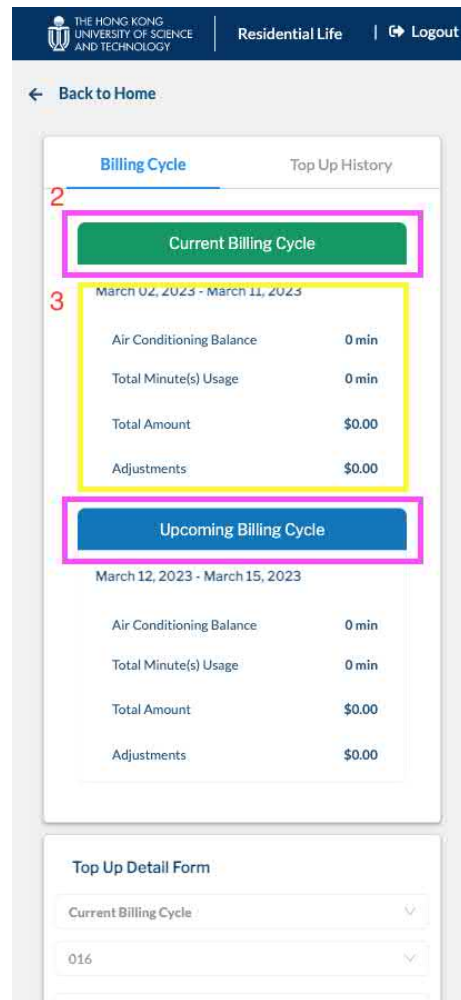 THE HONG KONG
UNIVERSITY OF SCIENCE
AND TECHNOLOGY
Residential Life | Logout
← Back to Home
Billing Cycle Top Up History
2
Current Billing Cycle
3
March 02, 2023 - March 11, 2023
Air Conditioning Balance 0 min
Total Minute(s) Usage 0 min
Total Amount $0.00
Adjustments $0.00
Upcoming Billing Cycle
March 12, 2023 - March 15, 2023
Air Conditioning Balance 0 min
Total Minute(s) Usage 0 min
Total Amount $0.00
Adjustments $0.00
Top Up Detail Form
Current Billing Cycle
016